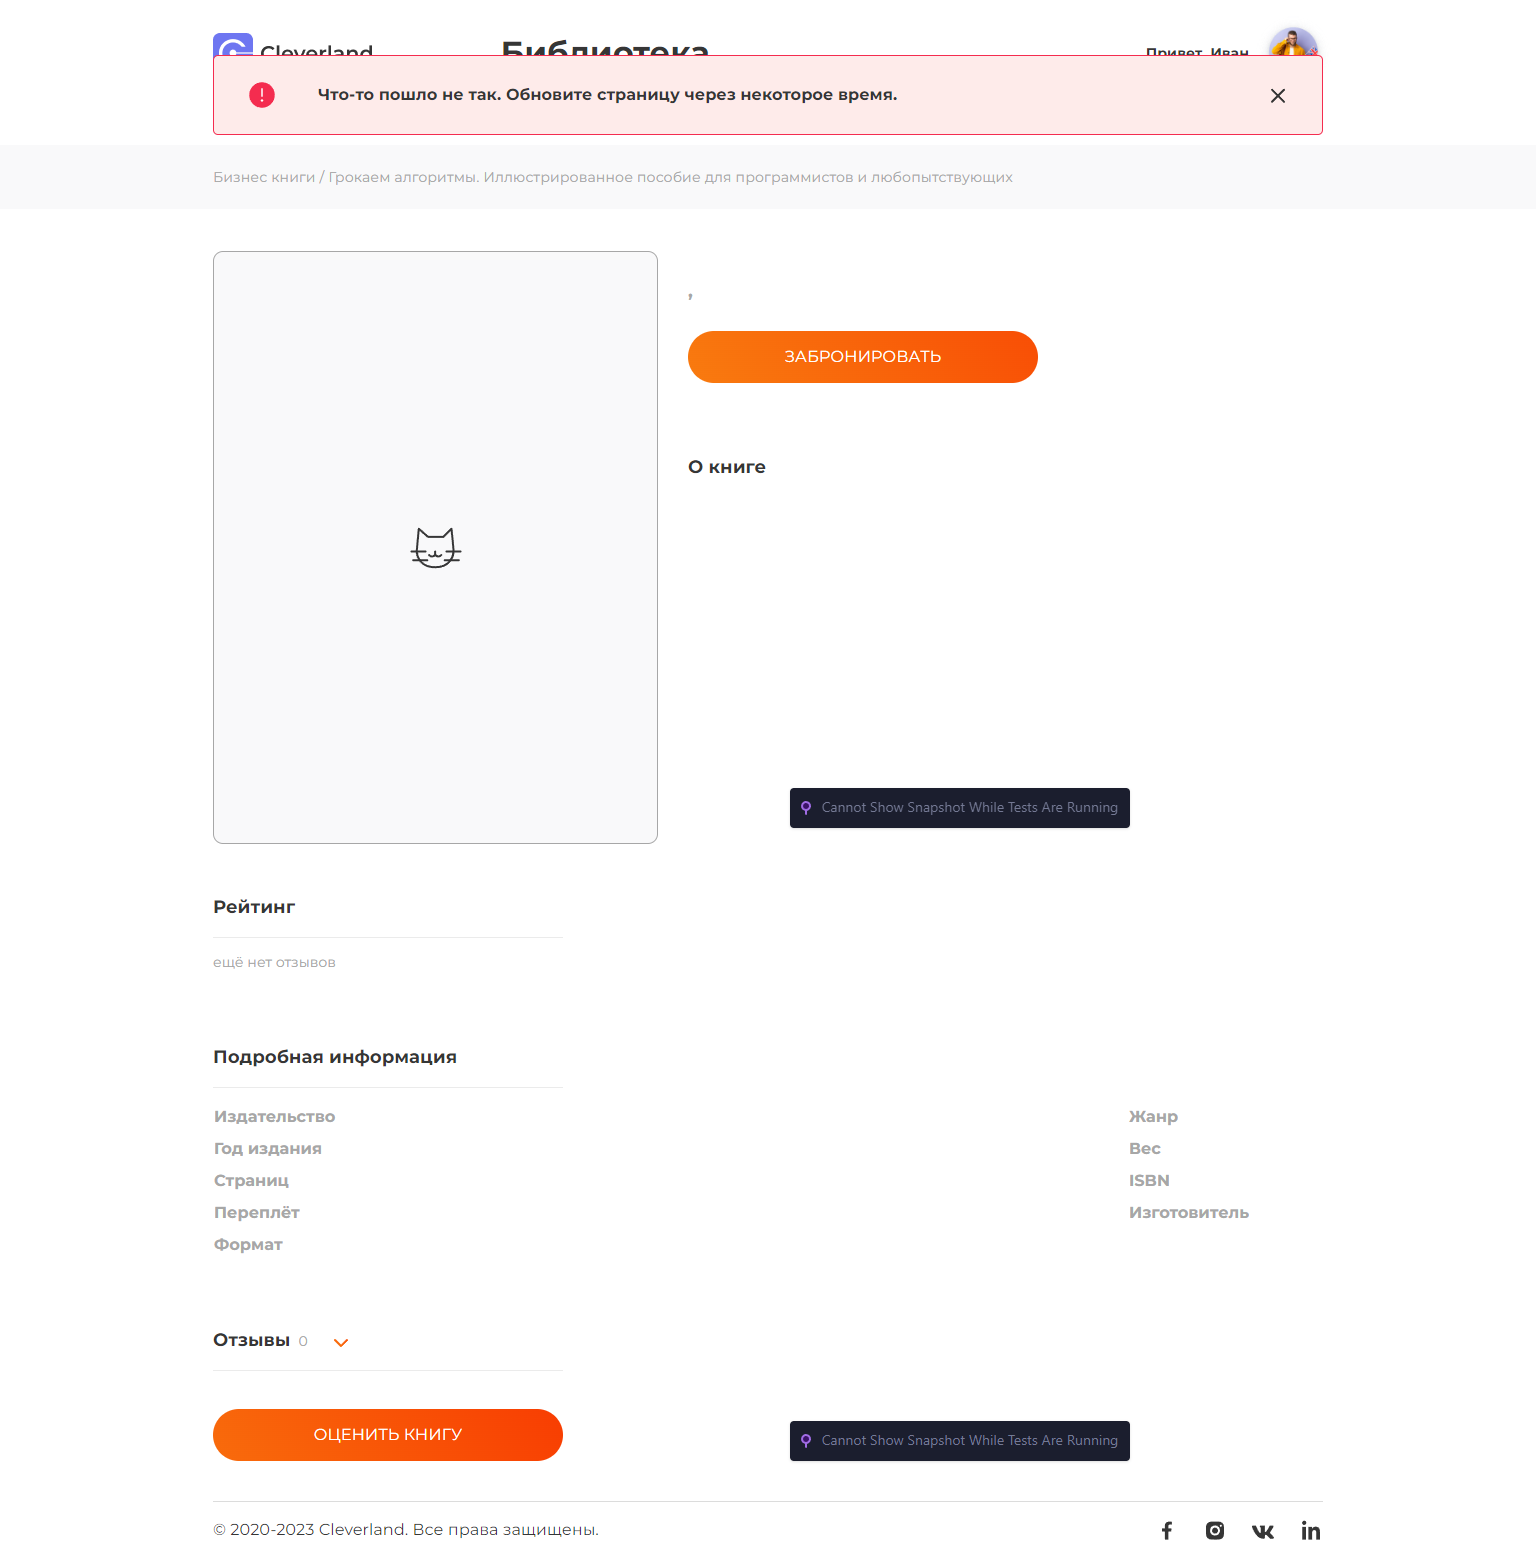 Cleverland
Библиотека
Привет, Иван
Что-то пошло не так. Обновите страницу через некоторое время.
Бизнес книги / Грокаем алгоритмы. Иллюстрированное пособие для программистов и любопытствующих
,
ЗАБРОНИРОВАТЬ
О книге
Cannot Show Snapshot While Tests Are Running
Рейтинг
ещё нет отзывов
Подробная информация
Издательство
Год издания
Страниц
Переплёт
Формат
Жанр
Вес
ISBN
Изготовитель
Отзывы 0
ОЦЕНИТЬ КНИГУ
Cannot Show Snapshot While Tests Are Running
© 2020-2023 Cleverland. Все права защищены.